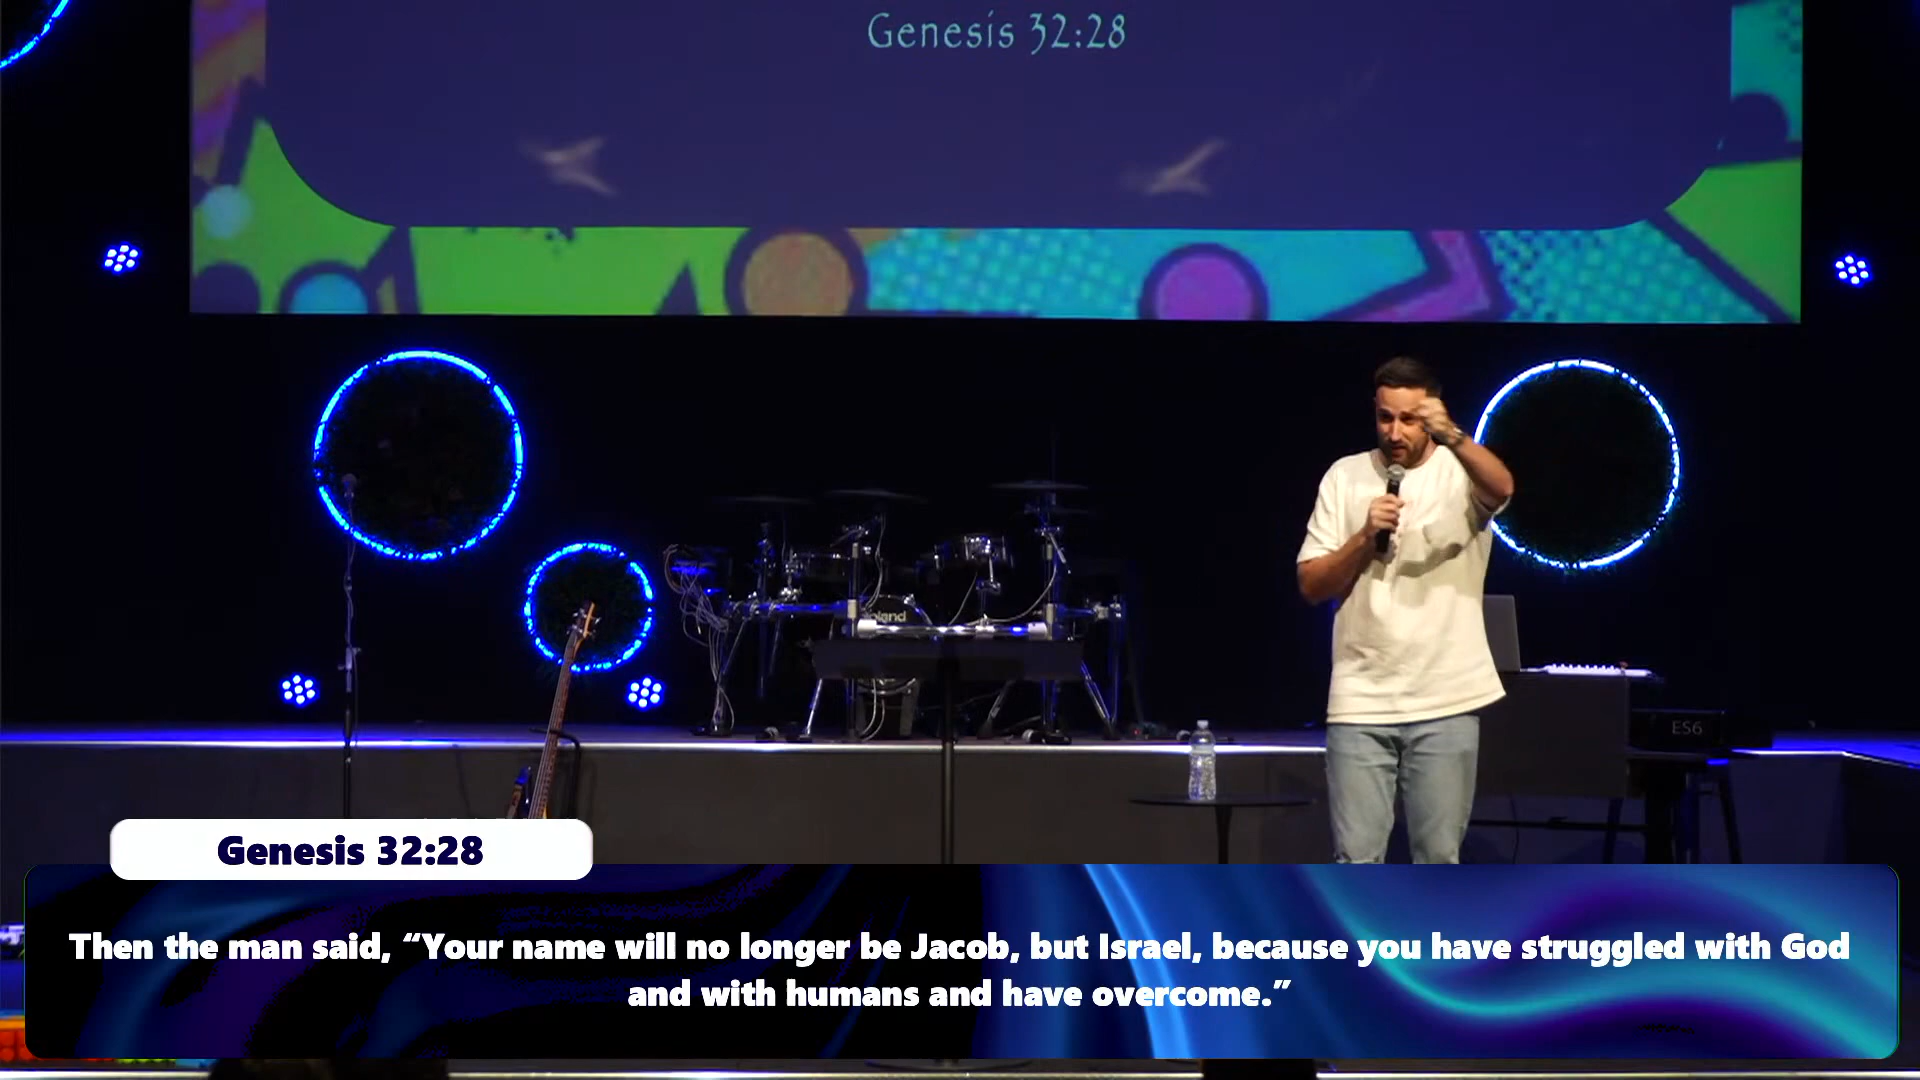 Genesis 32:28
ES6
Genesis 32:28
Then the man said, “Your name will no longer be Jacob, but Israel, because you have struggled with God
and with humans and have overcome.”